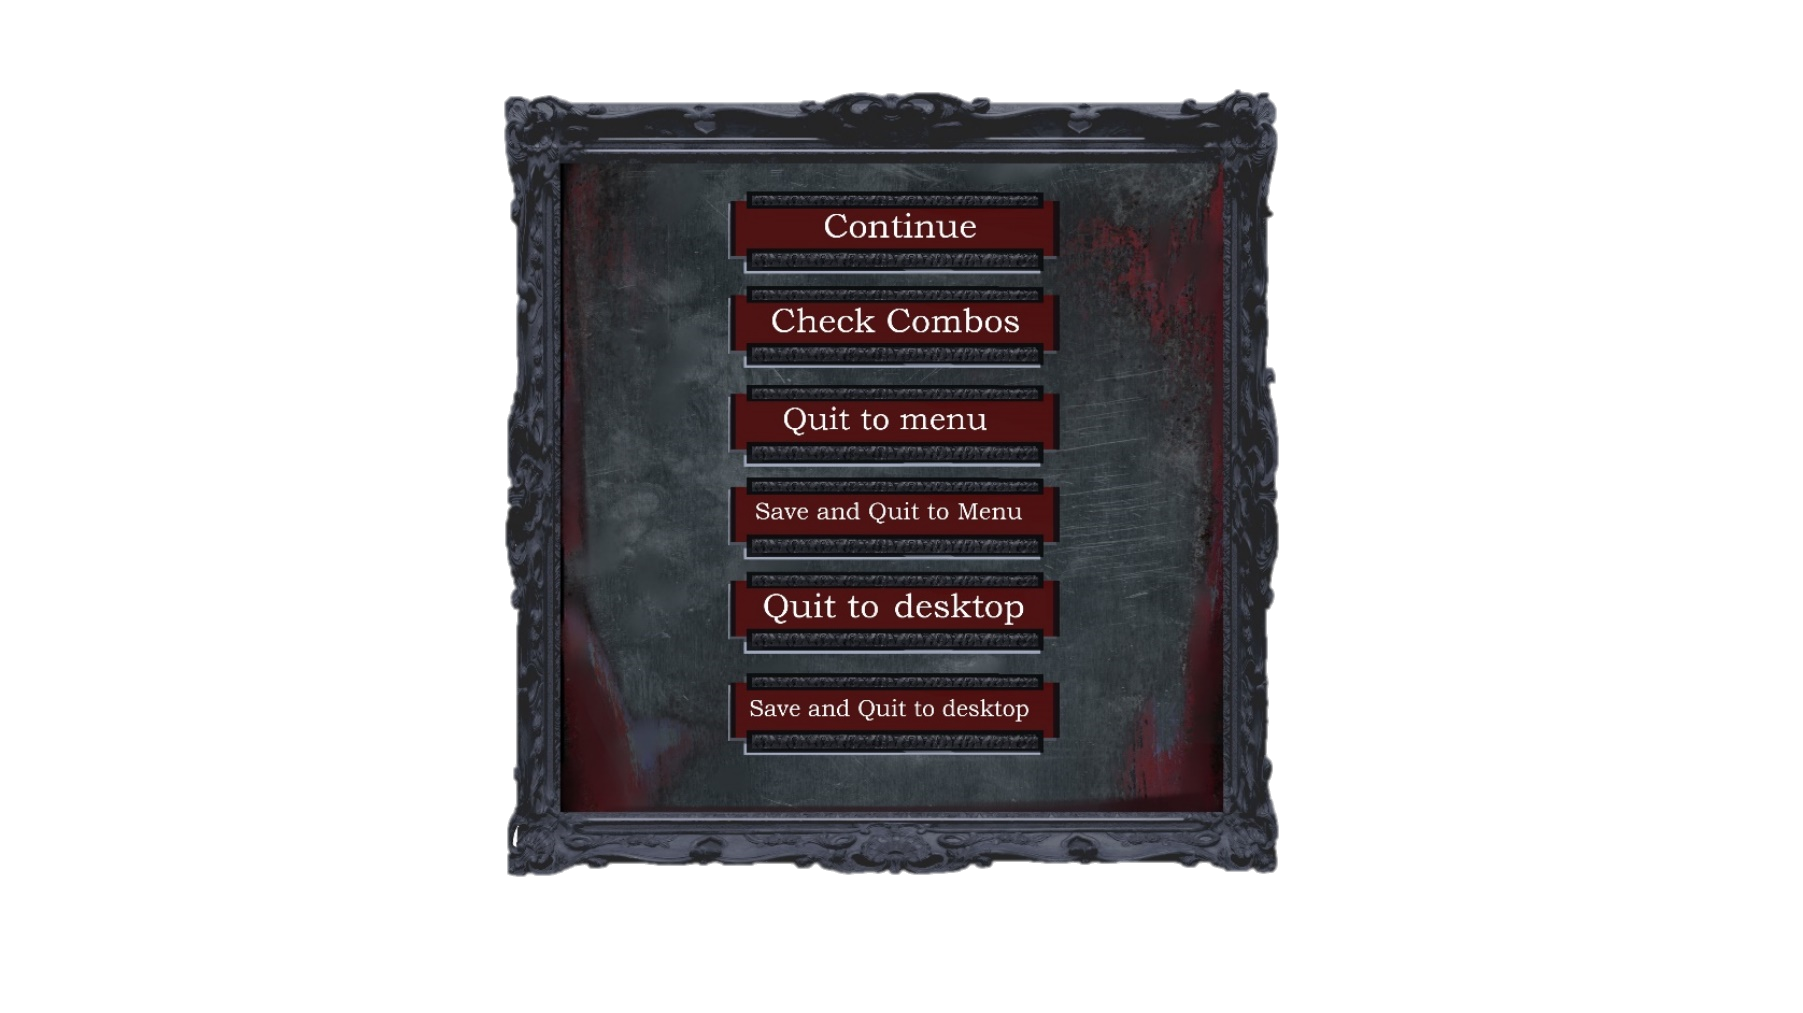 Continue
Check Combos
Quit to menu
Save and Quit to Menu
Quit to desktop
Save and Quit to desktop